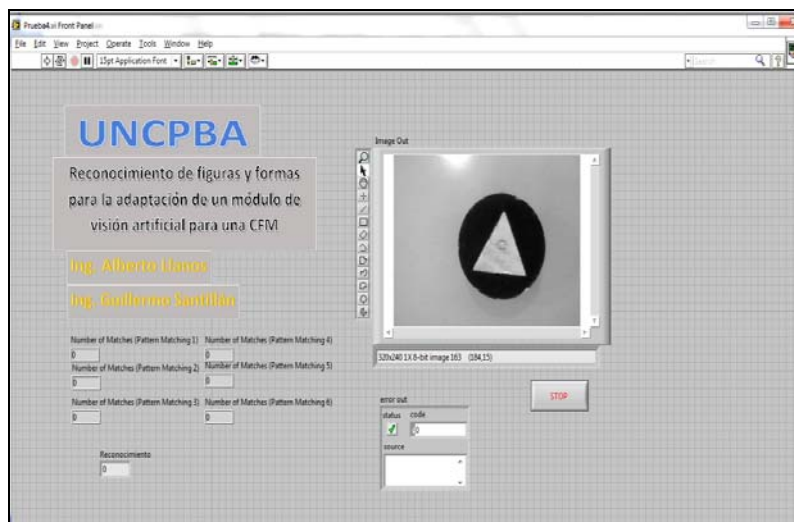 Prueba4.vi Front Panel
File Edit View Project Operate Tools Window Help
15pt Application Font
Search
UNCPBA
Reconocimiento de figuras y formas
para la adaptación de un módulo de
visión artificial para una CFM
Ing. Alberto Llanos
Ing. Guillermo Santillán
Number of Matches (Pattern Matching 1) Number of Matches (Pattern Matching 4)
0 0
Number of Matches (Pattern Matching 2) Number of Matches (Pattern Matching 5)
0 0
Number of Matches (Pattern Matching 3) Number of Matches (Pattern Matching 6)
0 0
Reconocimiento
0
Image Out
320x240 1X 8-bit image 163 (184,15)
STOP
error out
status code
0
source